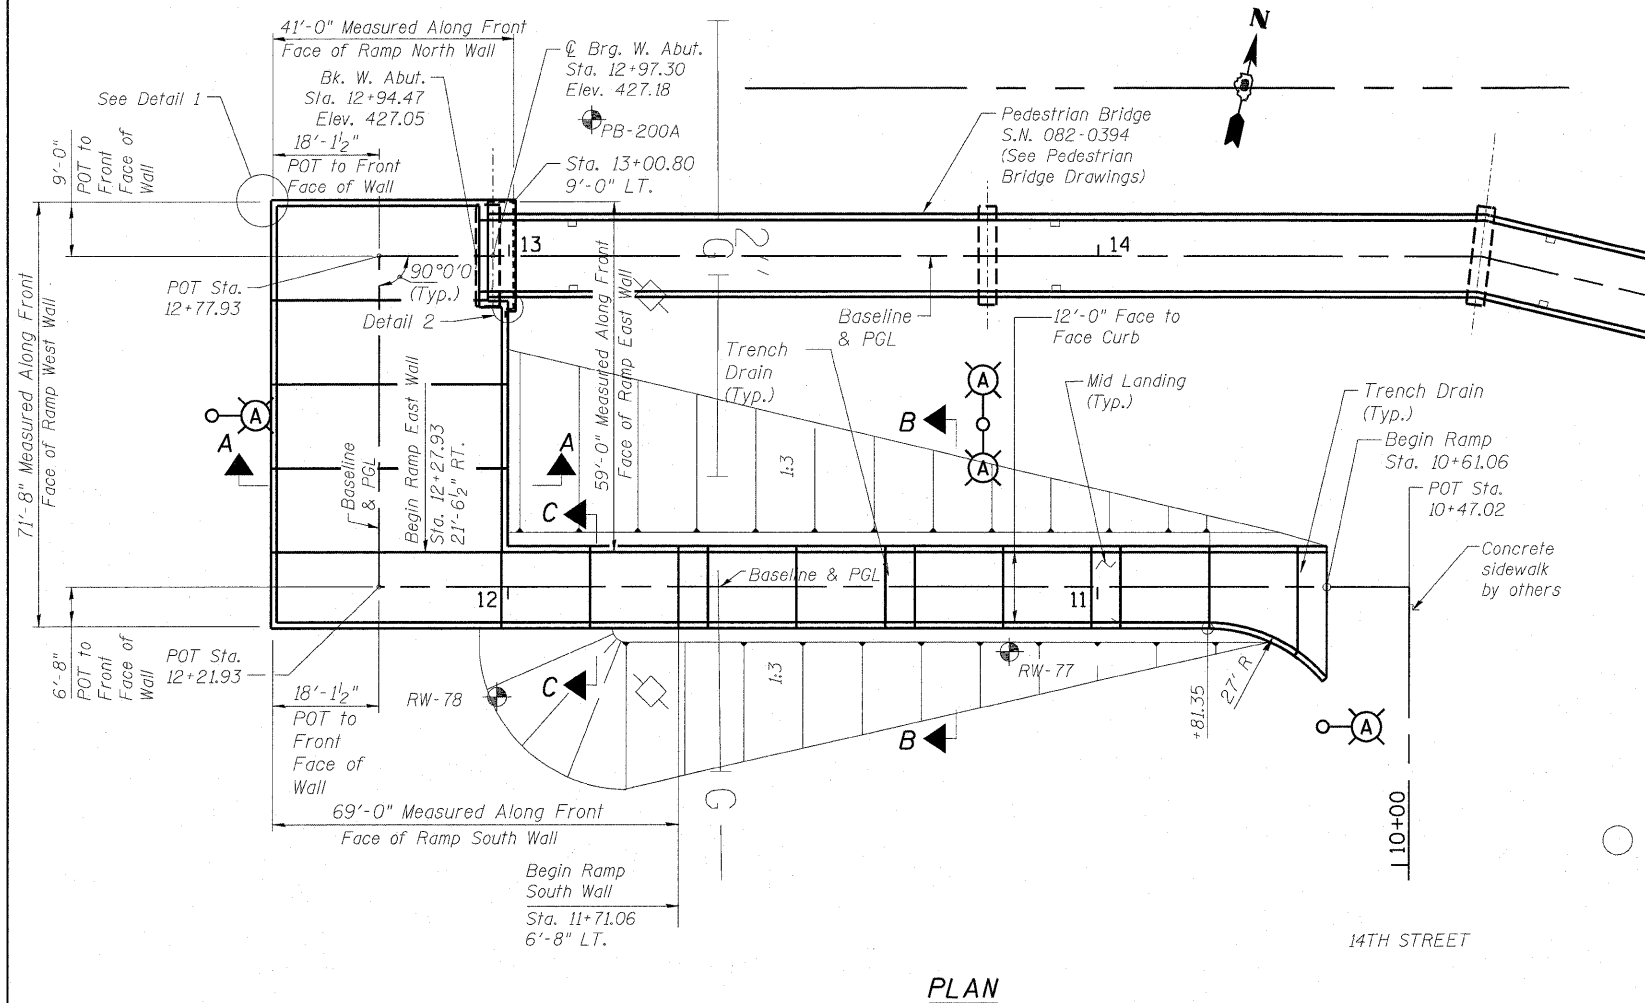 41'-0" Measured Along Front
Face of Ramp North Wall
Bk. W. Abut.
Sta. 12+94.47
Elev. 427.05
℄ Brg. W. Abut.
Sta. 12+97.30
Elev. 427.18
PB-200A
Sta. 13+00.80
9'-0" LT.
N
Pedestrian Bridge
S.N. 082-0394
(See Pedestrian
Bridge Drawings)
See Detail 1
18'-1½"
POT to Front
Face of Wall
9'-0"
POT to
Front
Face of
Wall
13
14
2'
G
90°0'0
(Typ.)
POT Sta.
12+77.93
Detail 2
Baseline
& PGL
12'-0" Face to
Face Curb
Trench
Drain
(Typ.)
Mid Landing
(Typ.)
Trench Drain
(Typ.)
Begin Ramp
Sta. 10+61.06
POT Sta.
10+47.02
Concrete
sidewalk
by others
71'-8" Measured Along Front
Face of Ramp West Wall
A
A
A
Baseline
& PGL
Begin Ramp East Wall
Sta. 12+27.93
21'-6½" RT.
59'-0" Measured Along Front
Face of Ramp East Wall
1:3
A
A
B
C
Baseline & PGL
12
11
6'-8"
POT to
Front
Face of
Wall
POT Sta.
12+21.93
18'-1½"
POT to
Front
Face of
Wall
RW-78
C
1:3
RW-77
B
+81.35
27' R
A
G
69'-0" Measured Along Front
Face of Ramp South Wall
Begin Ramp
South Wall
Sta. 11+71.06
6'-8" LT.
10+00
14TH STREET
PLAN